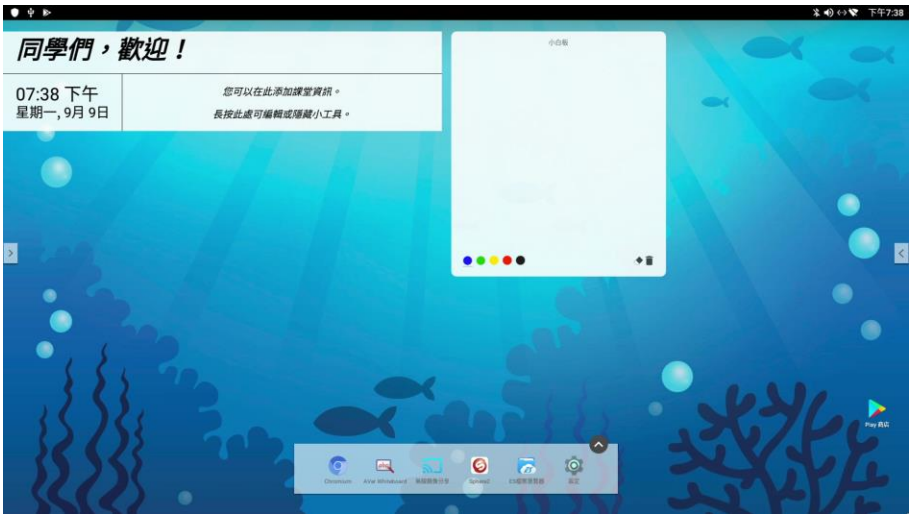 下午7:38
同學們，歡迎！
07:38 下午
星期一, 9月 9日
您可以在此添加課堂資訊。
長按此處可編輯或隱藏小工具。
小白板
Play 商店
Chromium
設定